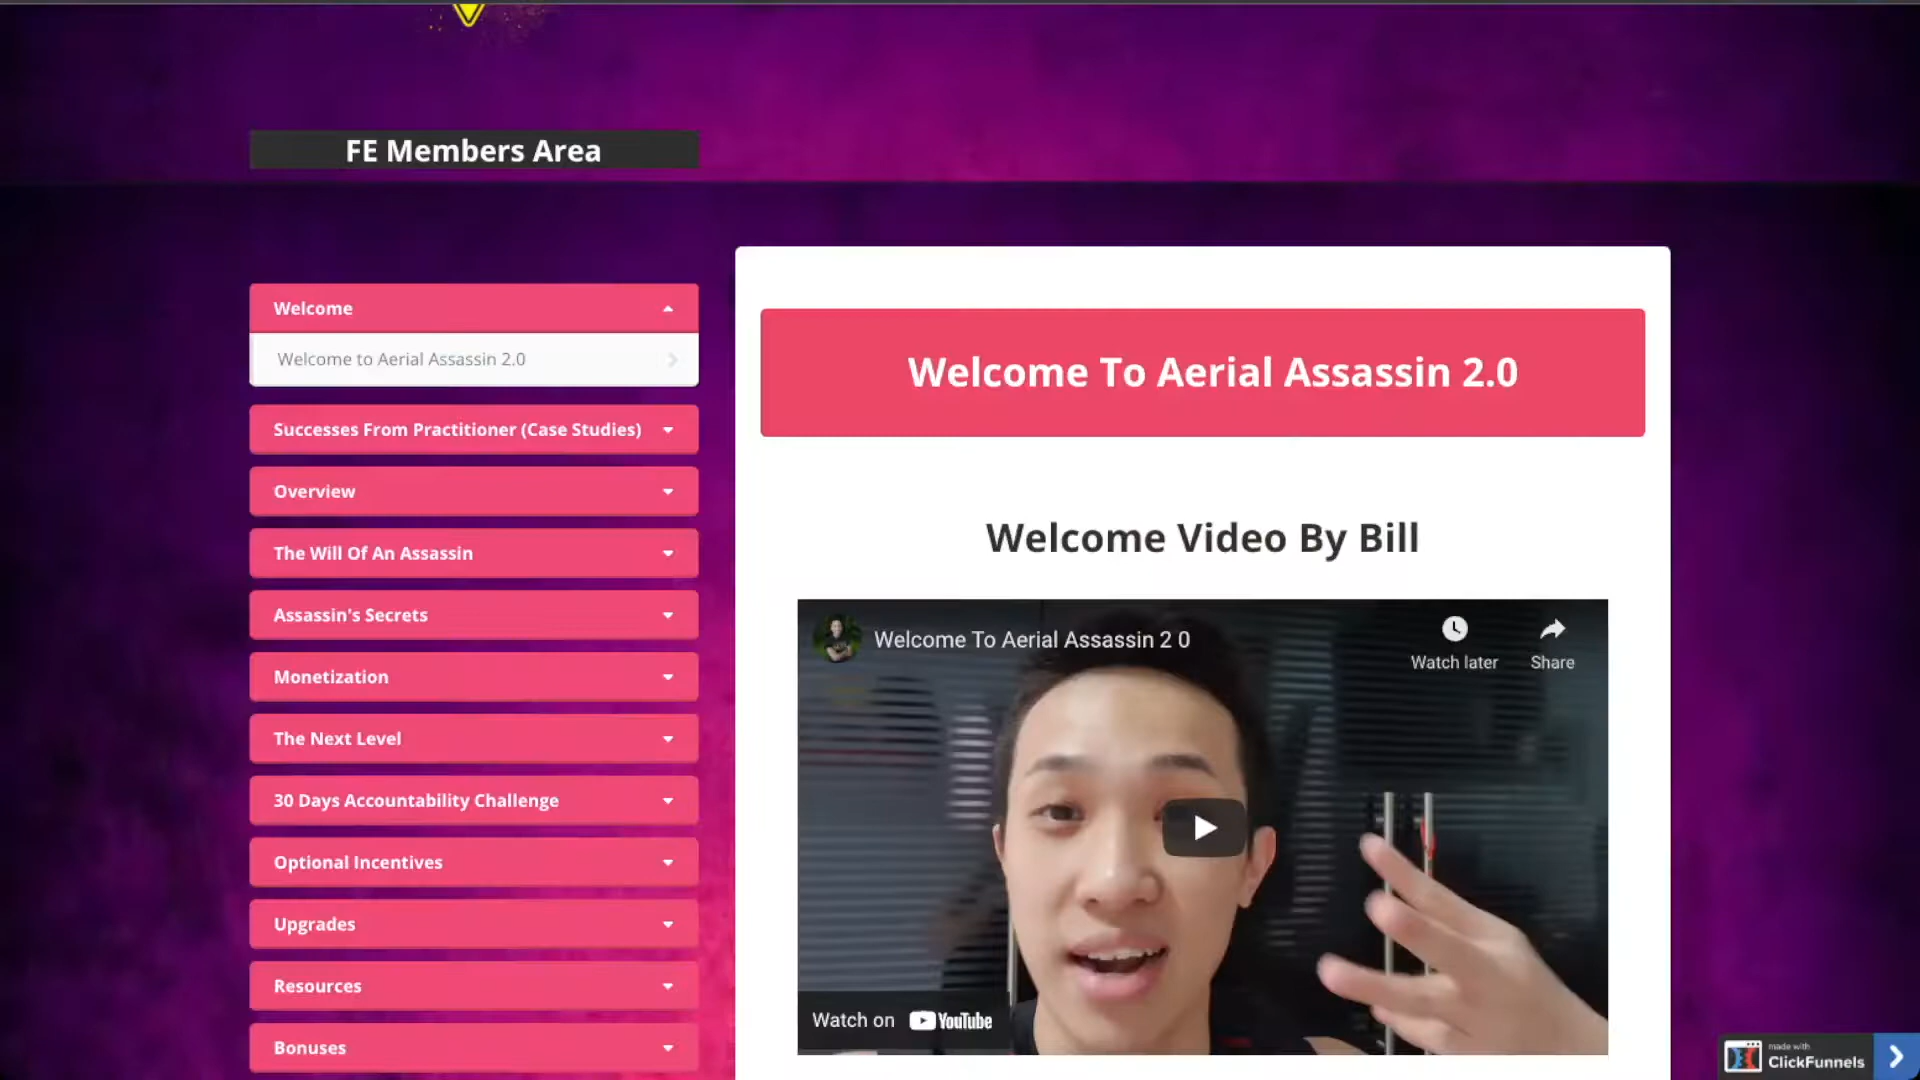 FE Members Area
Welcome
Welcome to Aerial Assassin 2.0
Successes From Practitioner (Case Studies)
Overview
The Will Of An Assassin
Assassin's Secrets
Monetization
The Next Level
30 Days Accountability Challenge
Optional Incentives
Upgrades
Resources
Bonuses
Welcome To Aerial Assassin 2.0
Welcome Video By Bill
Welcome To Aerial Assassin 2 0
Watch later
Share
Watch on YouTube
made with
ClickFunnels